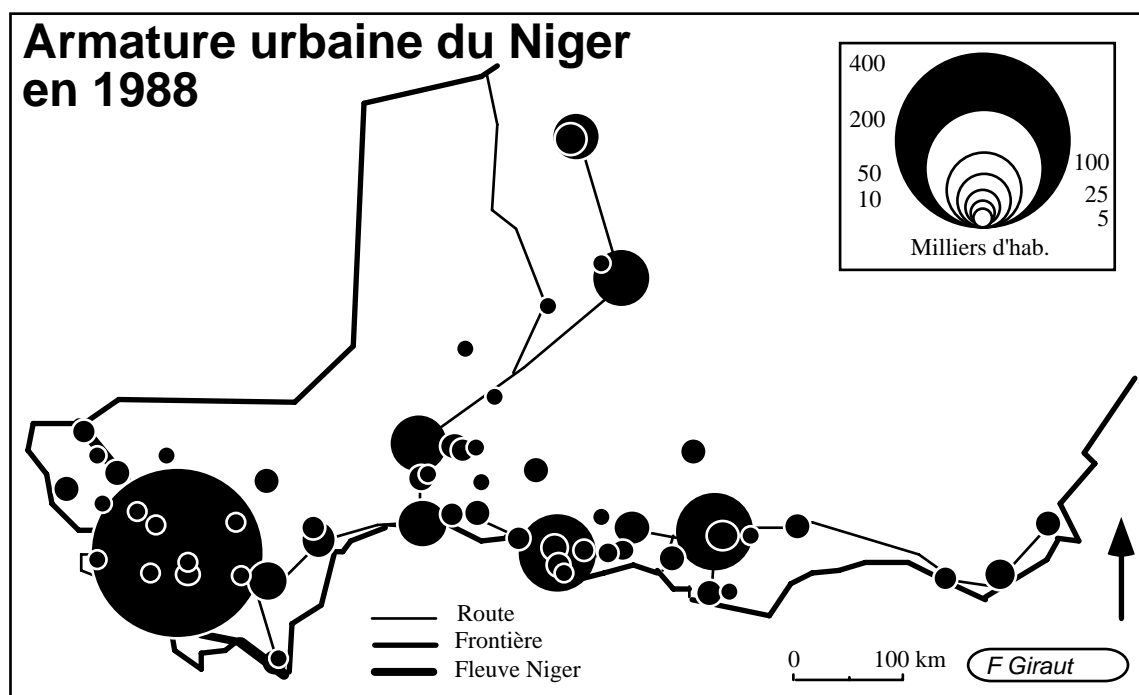 Armature urbaine du Niger
en 1988
400
200
50
10
100
25
5
Milliers d'hab.
Route
Frontière
Fleuve Niger
0 100 km
F Giraut